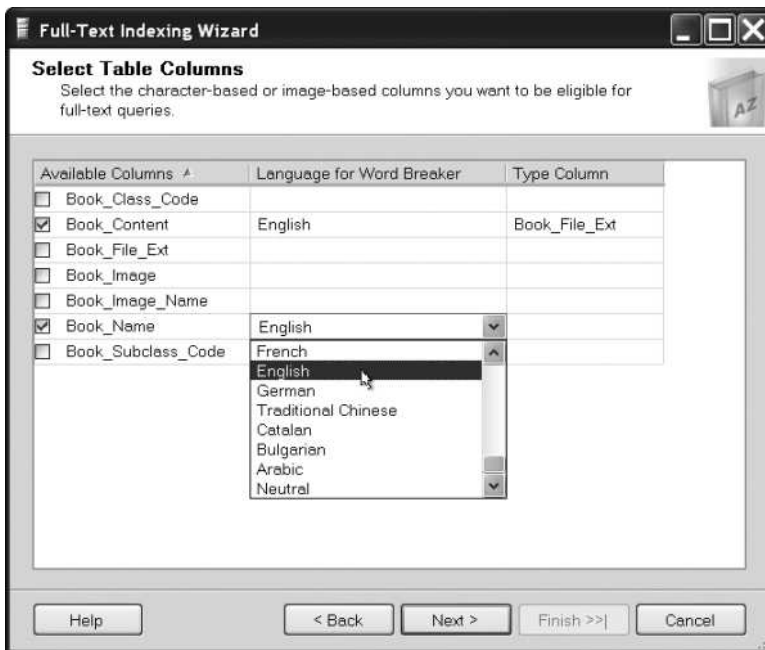 Full-Text Indexing Wizard
Select Table Columns
Select the character-based or image-based columns you want to be eligible for
full-text queries.
AZ
Available Columns Language for Word Breaker Type Column
Book_Class_Code
Book_Content English Book_File_Ext
Book_File_Ext
Book_Image
Book_Image_Name
Book_Name English
Book_Subclass_Code French
English
German
Traditional Chinese
Catalan
Bulgarian
Arabic
Neutral
Help < Back Next > Finish >>| Cancel